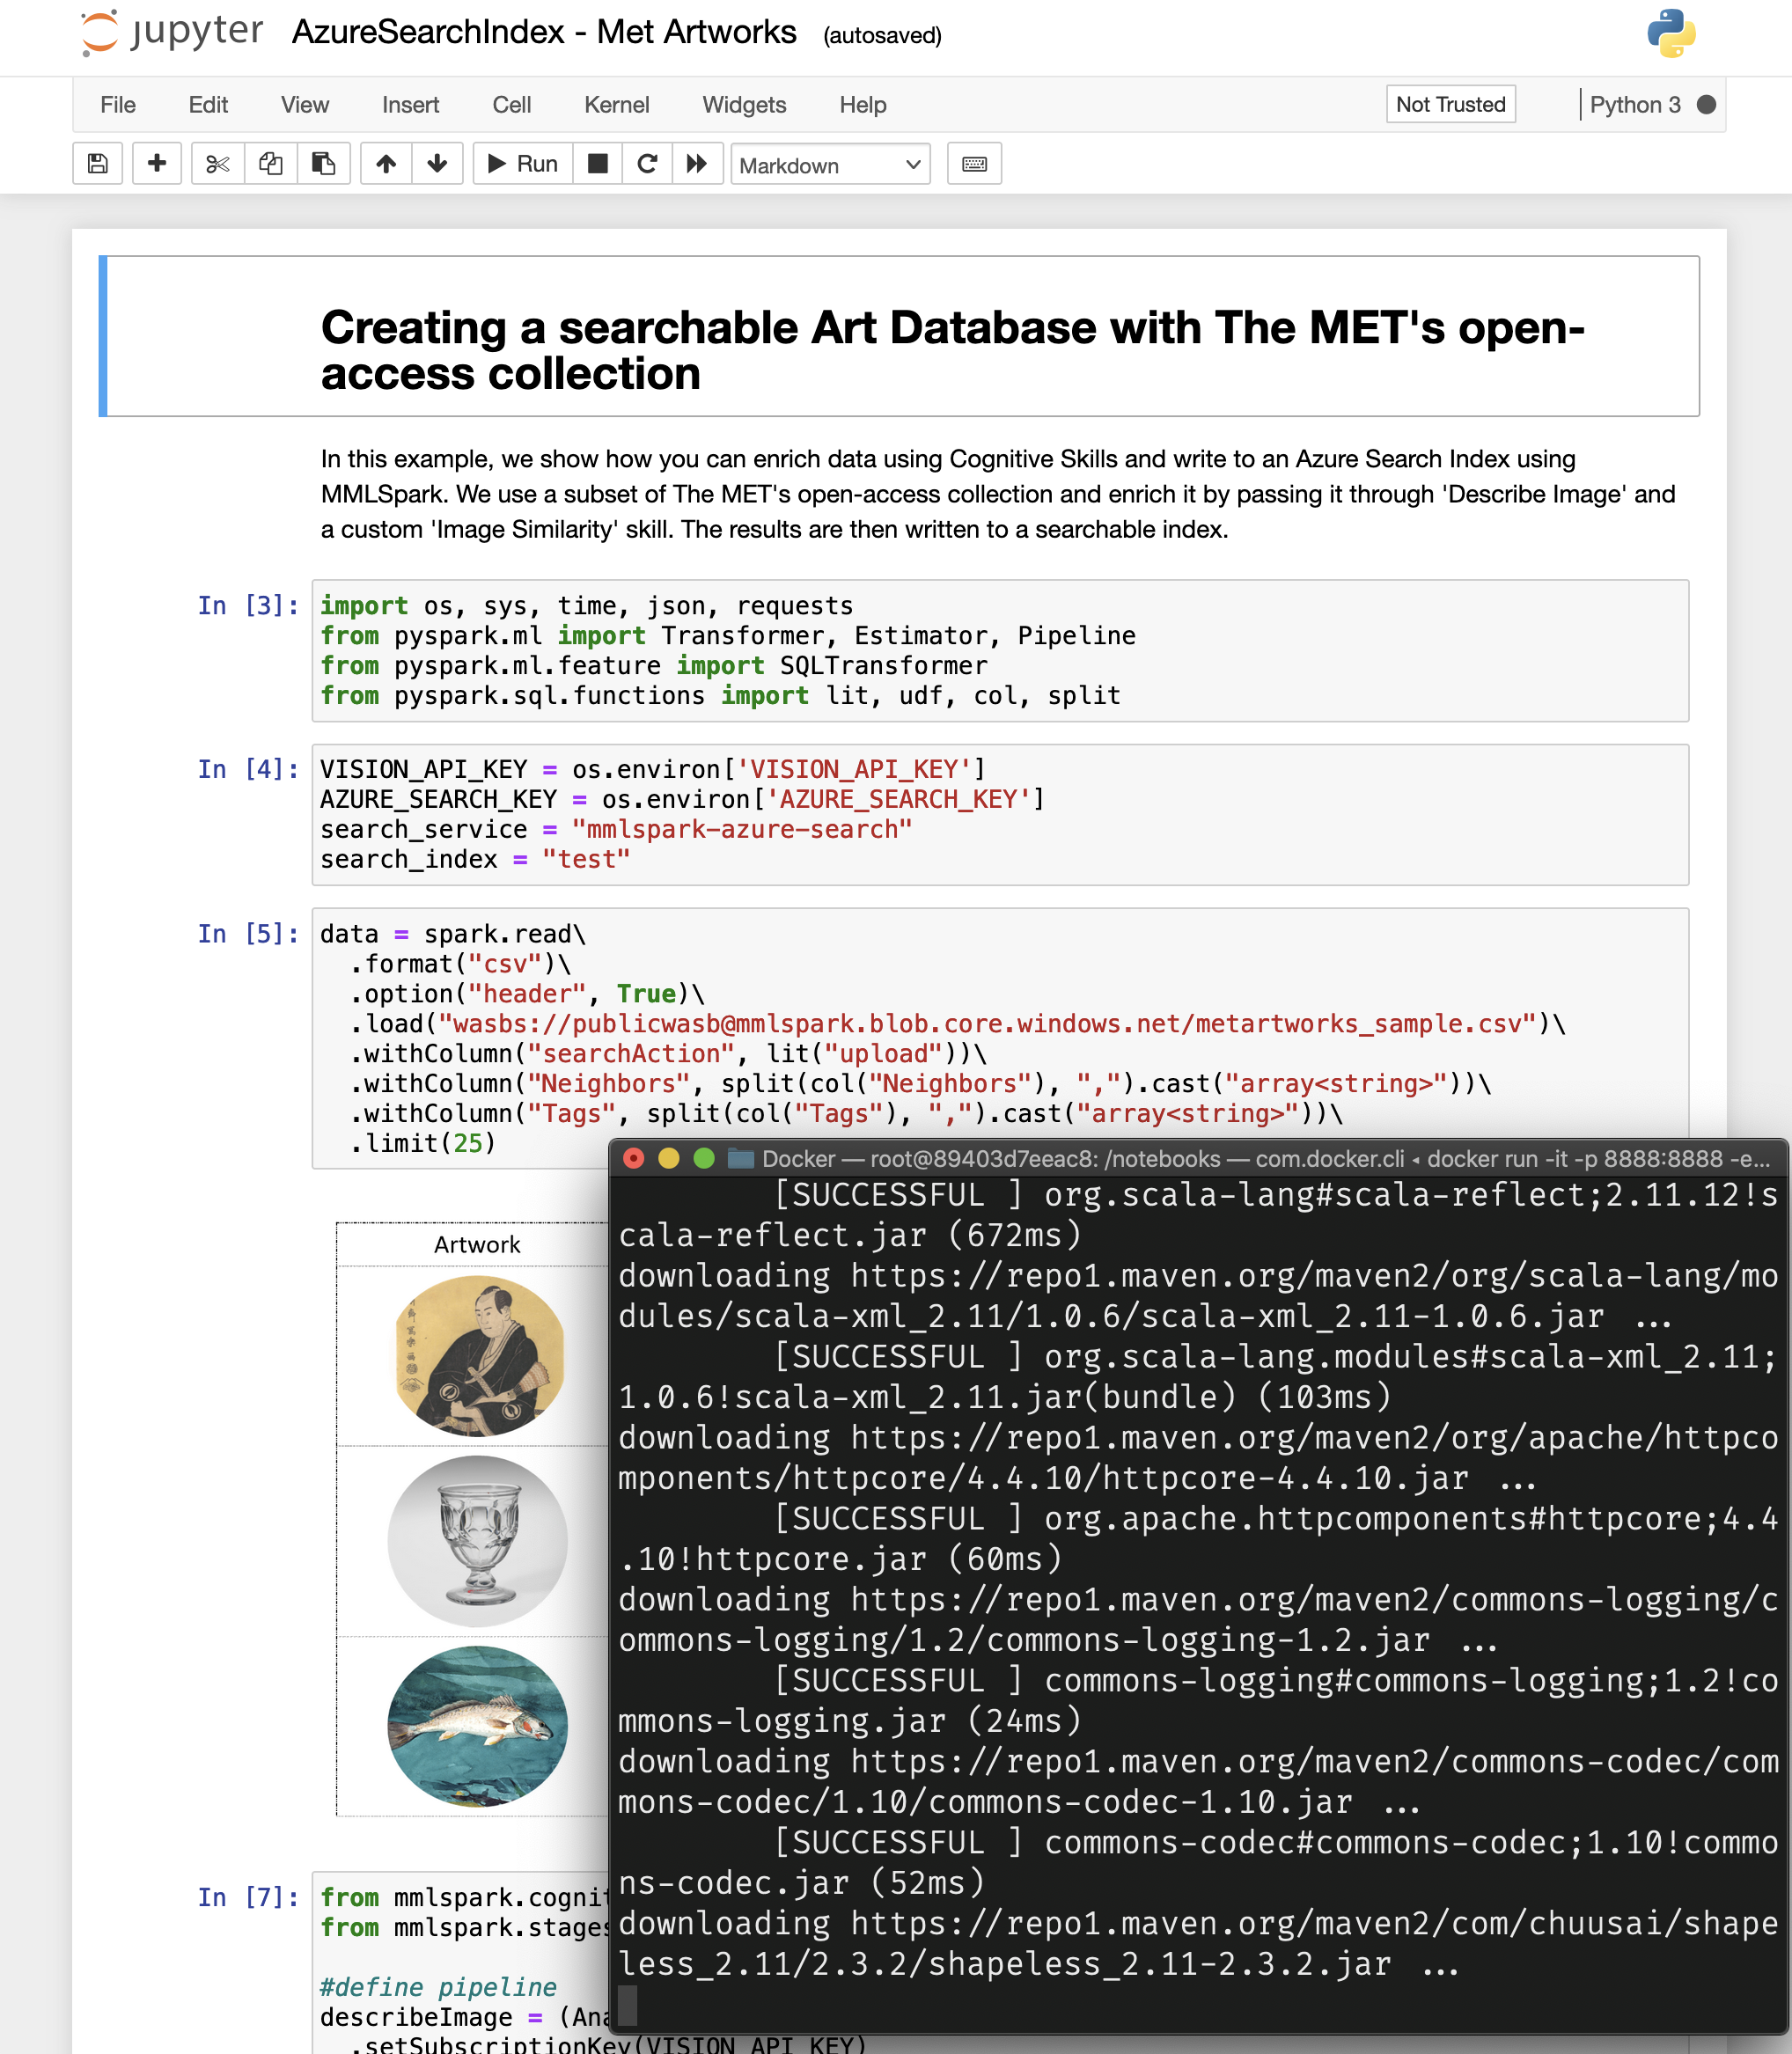 jupyter AzureSearchIndex - Met Artworks (autosaved)
File Edit View Insert Cell Kernel Widgets Help Not Trusted Python 3
Run Markdown
Creating a searchable Art Database with The MET's open-
access collection
In this example, we show how you can enrich data using Cognitive Skills and write to an Azure Search Index using
MMLSpark. We use a subset of The MET's open-access collection and enrich it by passing it through 'Describe Image' and
a custom 'Image Similarity' skill. The results are then written to a searchable index.
In [3]: import os, sys, time, json, requests
from pyspark.ml import Transformer, Estimator, Pipeline
from pyspark.ml.feature import SQLTransformer
from pyspark.sql.functions import lit, udf, col, split
In [4]: VISION_API_KEY = os.environ['VISION_API_KEY']
AZURE_SEARCH_KEY = os.environ['AZURE_SEARCH_KEY']
search_service = "mmlspark-azure-search"
search_index = "test"
In [5]: data = spark.read\
.format("csv")\
.option("header", True)\
.load("wasbs://publicwasb@mmlspark.blob.core.windows.net/metartworks_sample.csv")\
.withColumn("searchAction", lit("upload"))\
.withColumn("Neighbors", split(col("Neighbors"), ",").cast("array<string>"))\
.withColumn("Tags", split(col("Tags"), ",").cast("array<string>"))\
.limit(25)
Artwork
In [7]: from mmlspark.cognit
from mmlspark.stages
#define pipeline
describeImage = (Ana
.setSubscriptionKey(VISION_API_KEY)
Docker — root@89403d7eeac8: /notebooks — com.docker.cli ◂ docker run -it -p 8888:8888 -e...
[SUCCESSFUL ] org.scala-lang#scala-reflect;2.11.12!s
cala-reflect.jar (672ms)
downloading https://repo1.maven.org/maven2/org/scala-lang/mo
dules/scala-xml_2.11/1.0.6/scala-xml_2.11-1.0.6.jar ...
[SUCCESSFUL ] org.scala-lang.modules#scala-xml_2.11;
1.0.6!scala-xml_2.11.jar(bundle) (103ms)
downloading https://repo1.maven.org/maven2/org/apache/httpco
mponents/httpcore/4.4.10/httpcore-4.4.10.jar ...
[SUCCESSFUL ] org.apache.httpcomponents#httpcore;4.4
.10!httpcore.jar (60ms)
downloading https://repo1.maven.org/maven2/commons-logging/c
ommons-logging/1.2/commons-logging-1.2.jar ...
[SUCCESSFUL ] commons-logging#commons-logging;1.2!co
mmons-logging.jar (24ms)
downloading https://repo1.maven.org/maven2/commons-codec/com
mons-codec/1.10/commons-codec-1.10.jar ...
[SUCCESSFUL ] commons-codec#commons-codec;1.10!commo
ns-codec.jar (52ms)
downloading https://repo1.maven.org/maven2/com/chuusai/shape
less_2.11/2.3.2/shapeless_2.11-2.3.2.jar ...